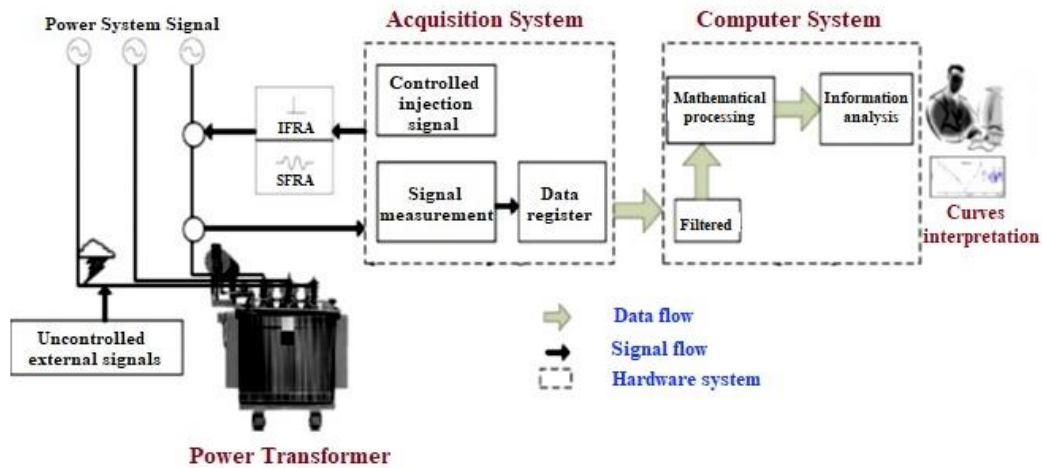 Power System Signal
Acquisition System
Computer System
Controlled
injection
signal
IFRA
SFRA
Signal
measurement
Data
register
Mathematical
processing
Information
analysis
Filtered
Curves
interpretation
Uncontrolled
external signals
Power Transformer
Data flow
Signal flow
Hardware system